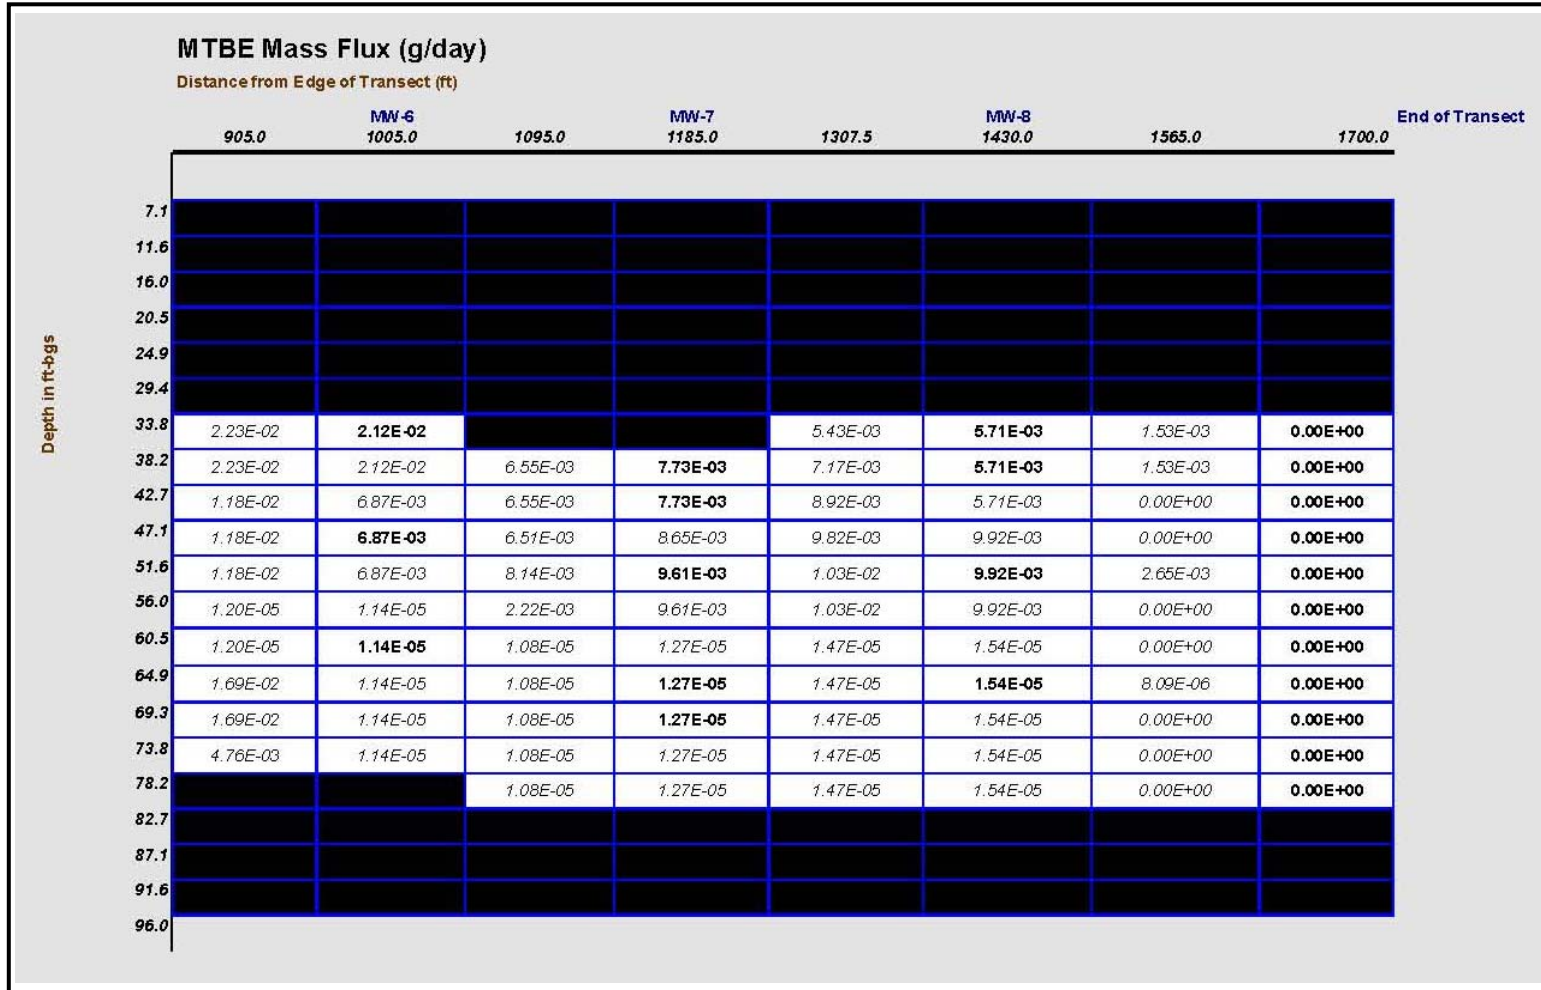 MTBE Mass Flux (g/day)
Distance from Edge of Transect (ft)
MW-6 MW-7 MW-8 End of Transect
905.0 1005.0 1095.0 1185.0 1307.5 1430.0 1565.0 1700.0
Depth in ft-bgs
7.1
11.6
16.0
20.5
24.9
29.4
33.8
2.23E-02 2.12E-02 5.43E-03 5.71E-03 1.53E-03 0.00E+00
38.2
2.23E-02 2.12E-02 6.55E-03 7.73E-03 7.17E-03 5.71E-03 1.53E-03 0.00E+00
42.7
1.18E-02 6.87E-03 6.55E-03 7.73E-03 8.92E-03 5.71E-03 0.00E+00 0.00E+00
47.1
1.18E-02 6.87E-03 6.51E-03 8.65E-03 9.82E-03 9.92E-03 0.00E+00 0.00E+00
51.6
1.18E-02 6.87E-03 8.14E-03 9.61E-03 1.03E-02 9.92E-03 2.65E-03 0.00E+00
56.0
1.20E-05 1.14E-05 2.22E-03 9.61E-03 1.03E-02 9.92E-03 0.00E+00 0.00E+00
60.5
1.20E-05 1.14E-05 1.08E-05 1.27E-05 1.47E-05 1.54E-05 0.00E+00 0.00E+00
64.9
1.69E-02 1.14E-05 1.08E-05 1.27E-05 1.47E-05 1.54E-05 8.09E-06 0.00E+00
69.3
1.69E-02 1.14E-05 1.08E-05 1.27E-05 1.47E-05 1.54E-05 0.00E+00 0.00E+00
73.8
4.76E-03 1.14E-05 1.08E-05 1.27E-05 1.47E-05 1.54E-05 0.00E+00 0.00E+00
78.2
1.08E-05 1.27E-05 1.47E-05 1.54E-05 0.00E+00 0.00E+00
82.7
87.1
91.6
96.0